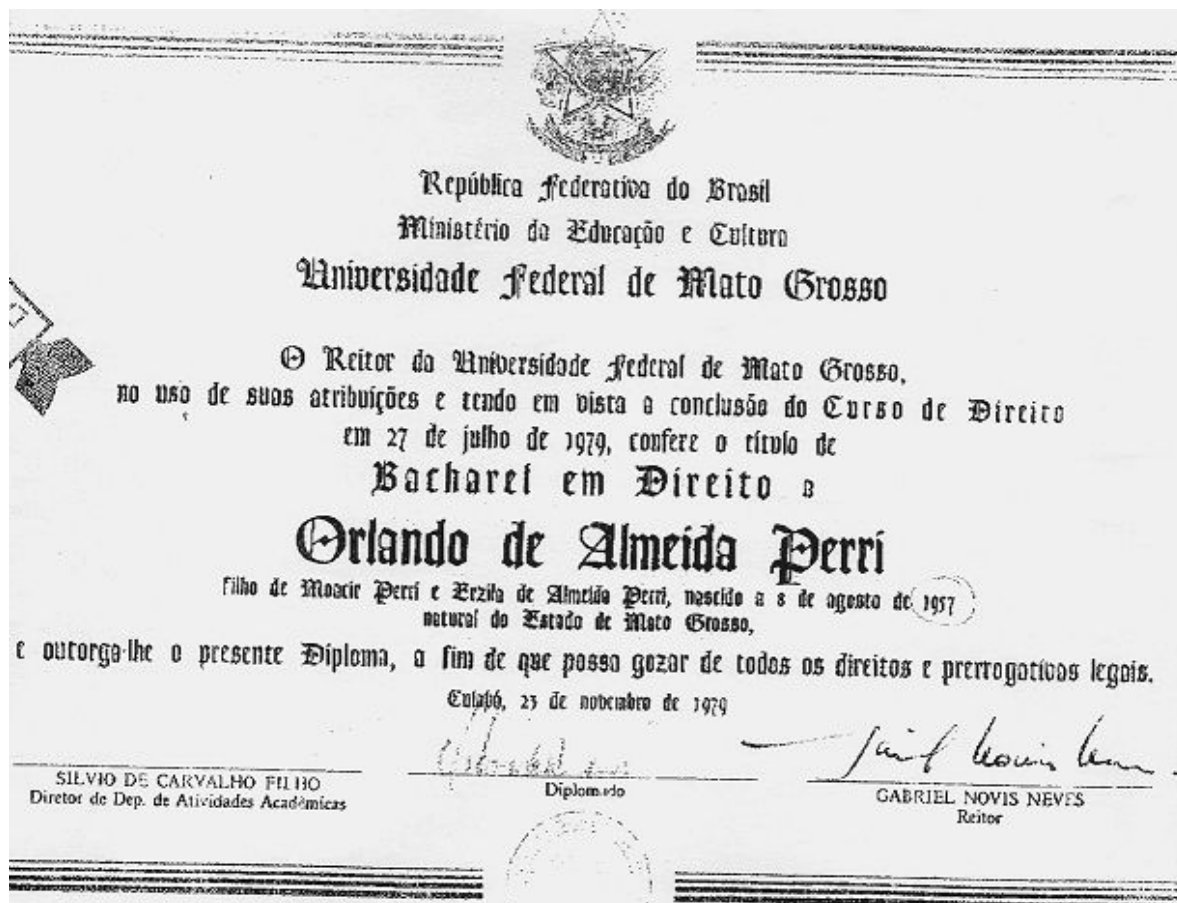 República Federativa do Brasil
Ministério da Educação e Cultura
Universidade Federal de Mato Grosso
O Reitor da Universidade Federal de Mato Grosso,
no uso de suas atribuições e tendo em vista a conclusão do Curso de Direito
em 27 de julho de 1979, confere o título de
Bacharel em Direito a
Orlando de Almeida Perri
filho de Moacir Perri e Erzila de Almeida Perri, nascido a 8 de agosto de 1957
natural do Estado de Mato Grosso,
e outorga-lhe o presente Diploma, a fim de que possa gozar de todos os direitos e prerrogativas legais.
Cuiabá, 23 de novembro de 1979
SILVIO DE CARVALHO FILHO
Diretor de Dep. de Atividades Acadêmicas
Diplomado
GABRIEL NOVIS NEVES
Reitor